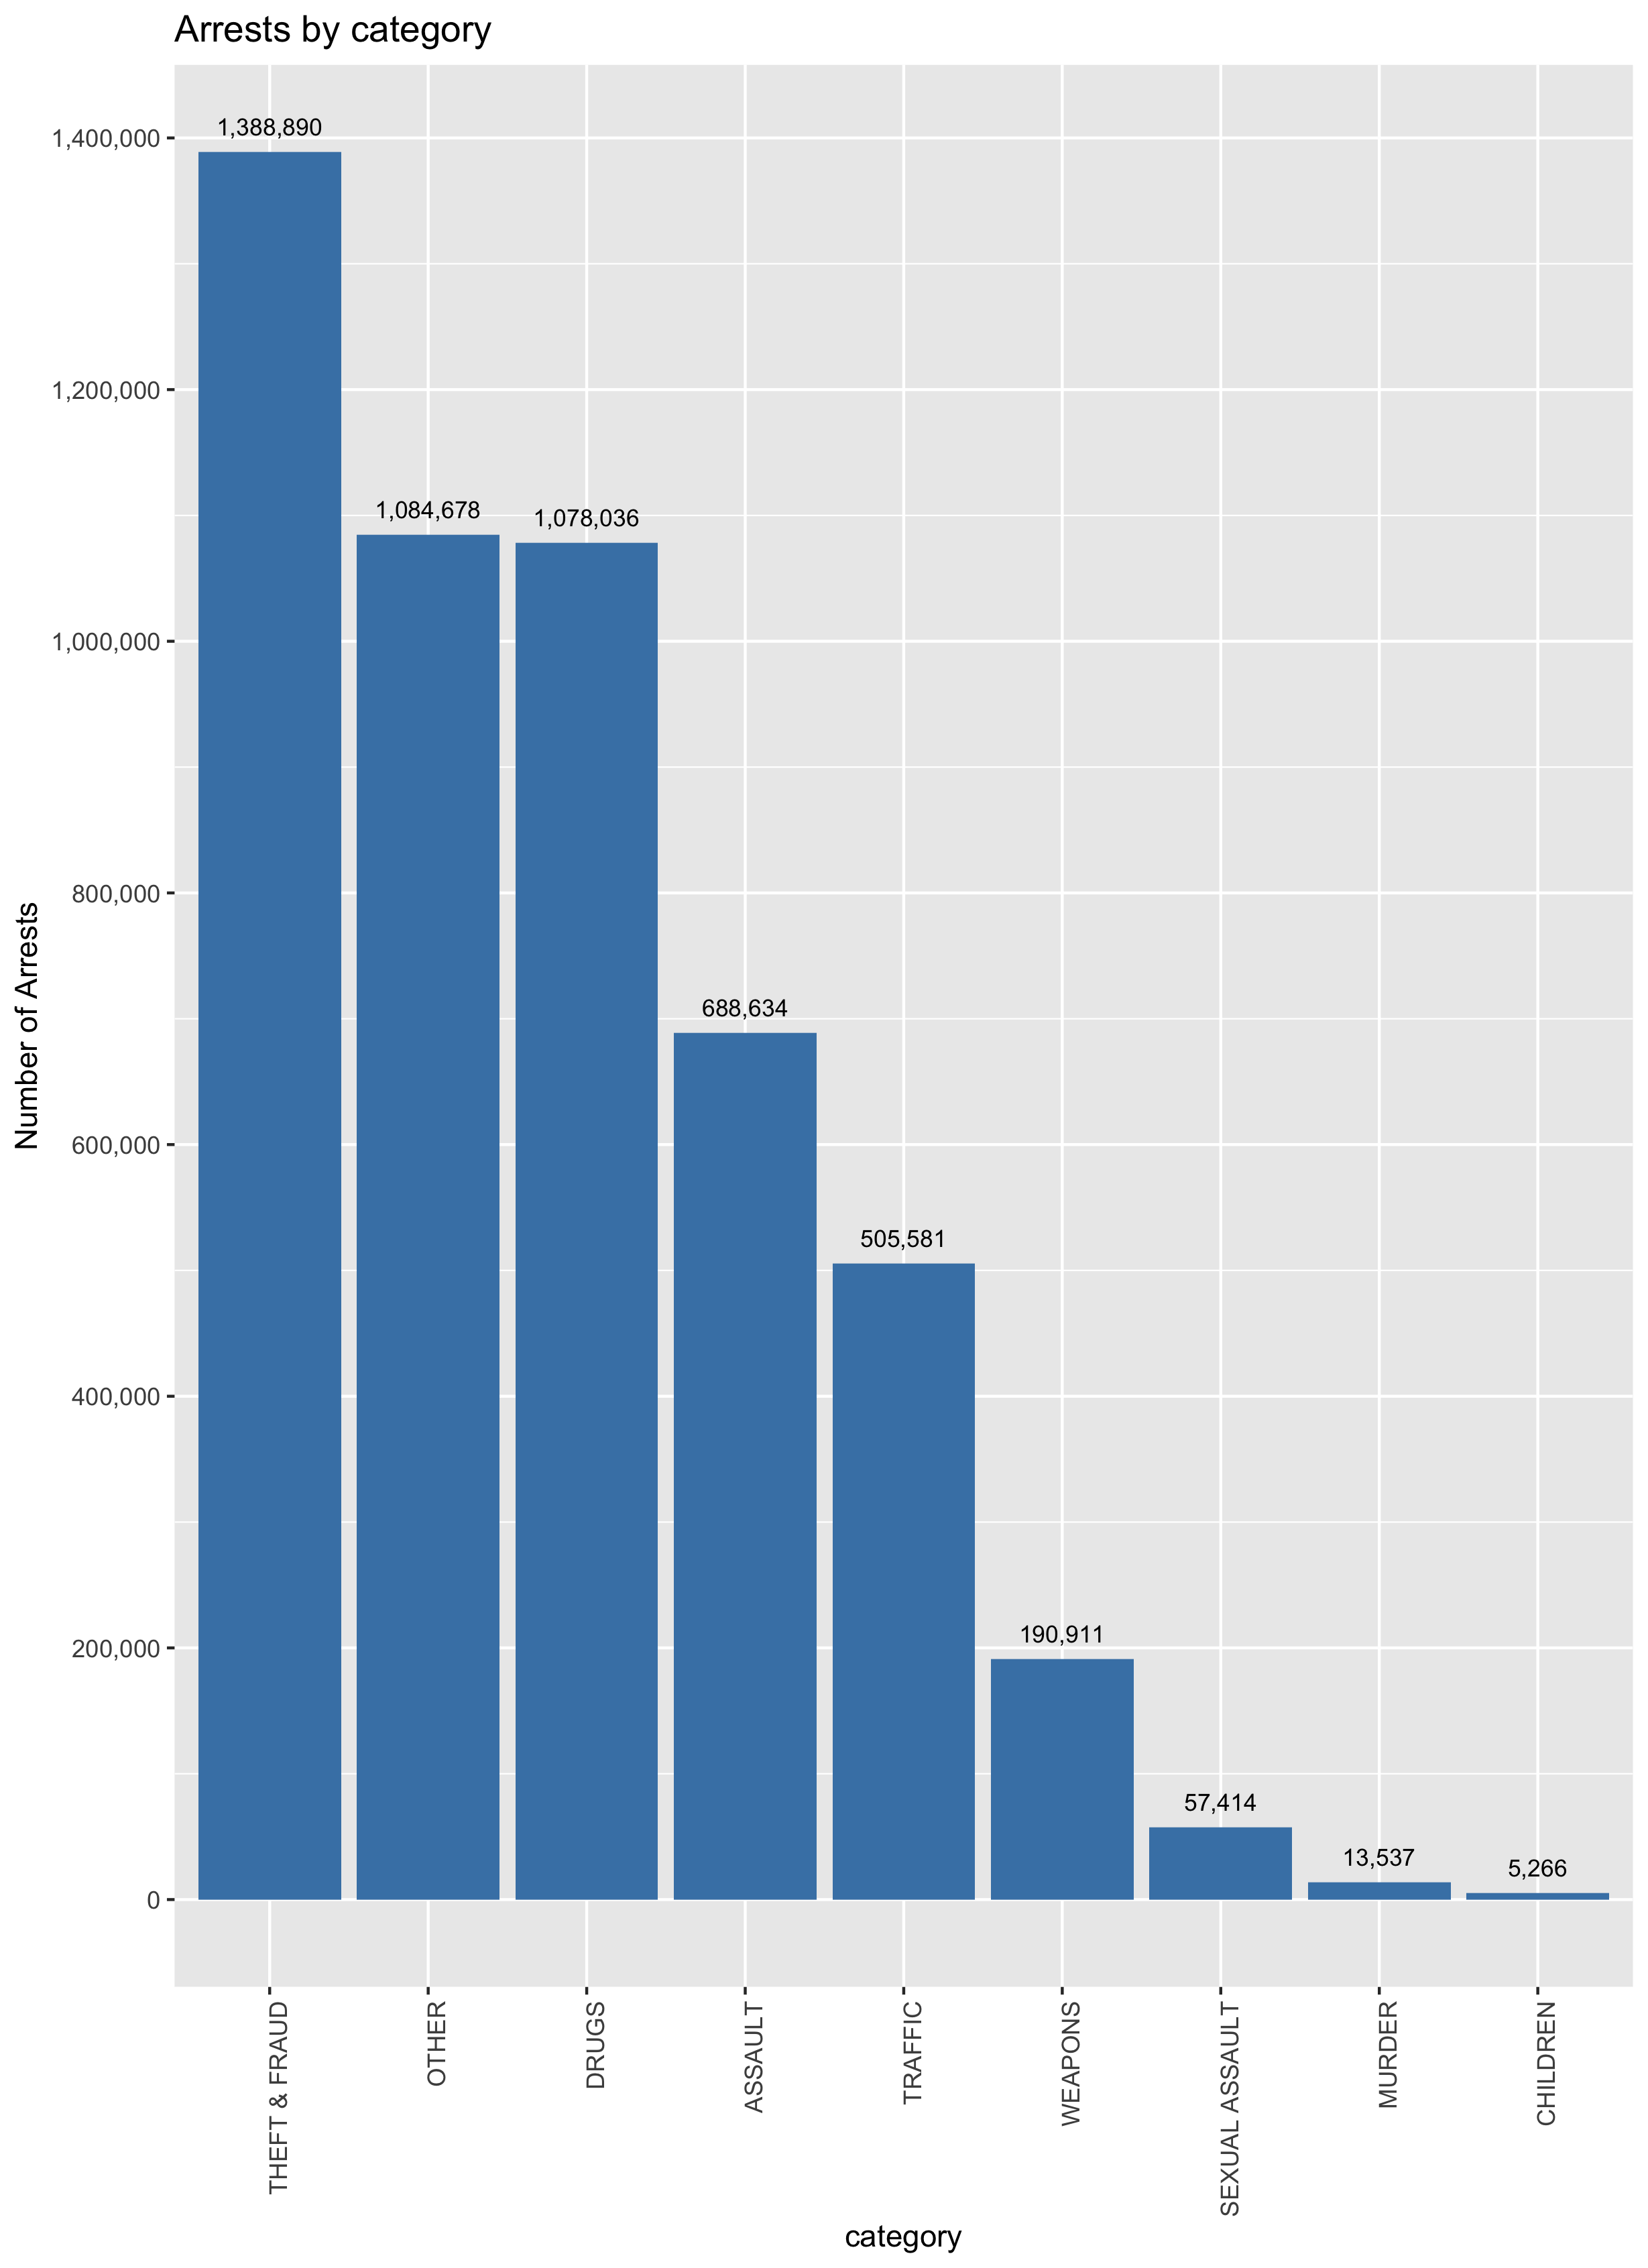 Arrests by category
Number of Arrests
1,400,000
1,200,000
1,000,000
800,000
600,000
400,000
200,000
0
1,388,890
1,084,678
1,078,036
688,634
505,581
190,911
57,414
13,537
5,266
THEFT & FRAUD
OTHER
DRUGS
ASSAULT
TRAFFIC
WEAPONS
SEXUAL ASSAULT
MURDER
CHILDREN
category